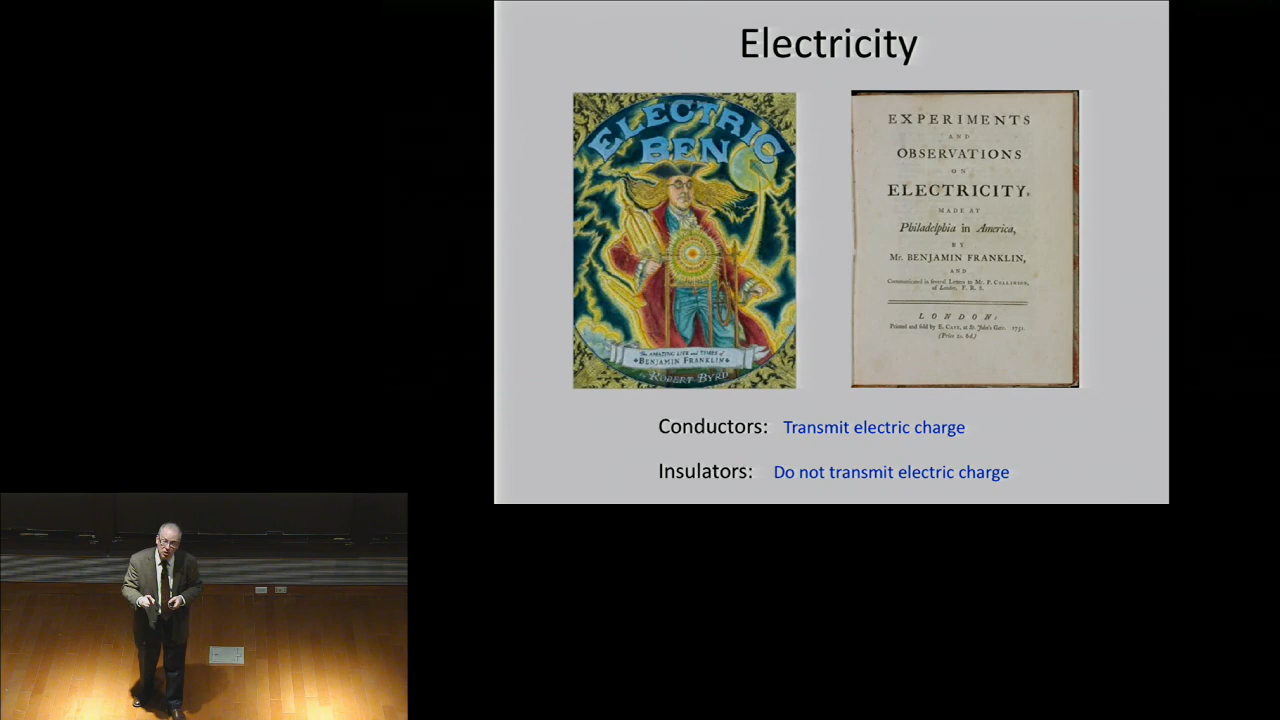 Electricity
ELECTRIC
BEN
The AMAZING LIFE and TIMES of
BENJAMIN FRANKLIN
by ROBERT BYRD
EXPERIMENTS
AND
OBSERVATIONS
ON
ELECTRICITY,
MADE AT
Philadelphia in America,
BY
Mr. BENJAMIN FRANKLIN,
AND
Communicated in several Letters to Mr. P. COLLINSON,
of London, F. R. S.
LONDON:
Printed and sold by E. CAVE, at St. John's Gate. 1751.
(Price 2s. 6d.)
Conductors: Transmit electric charge
Insulators: Do not transmit electric charge